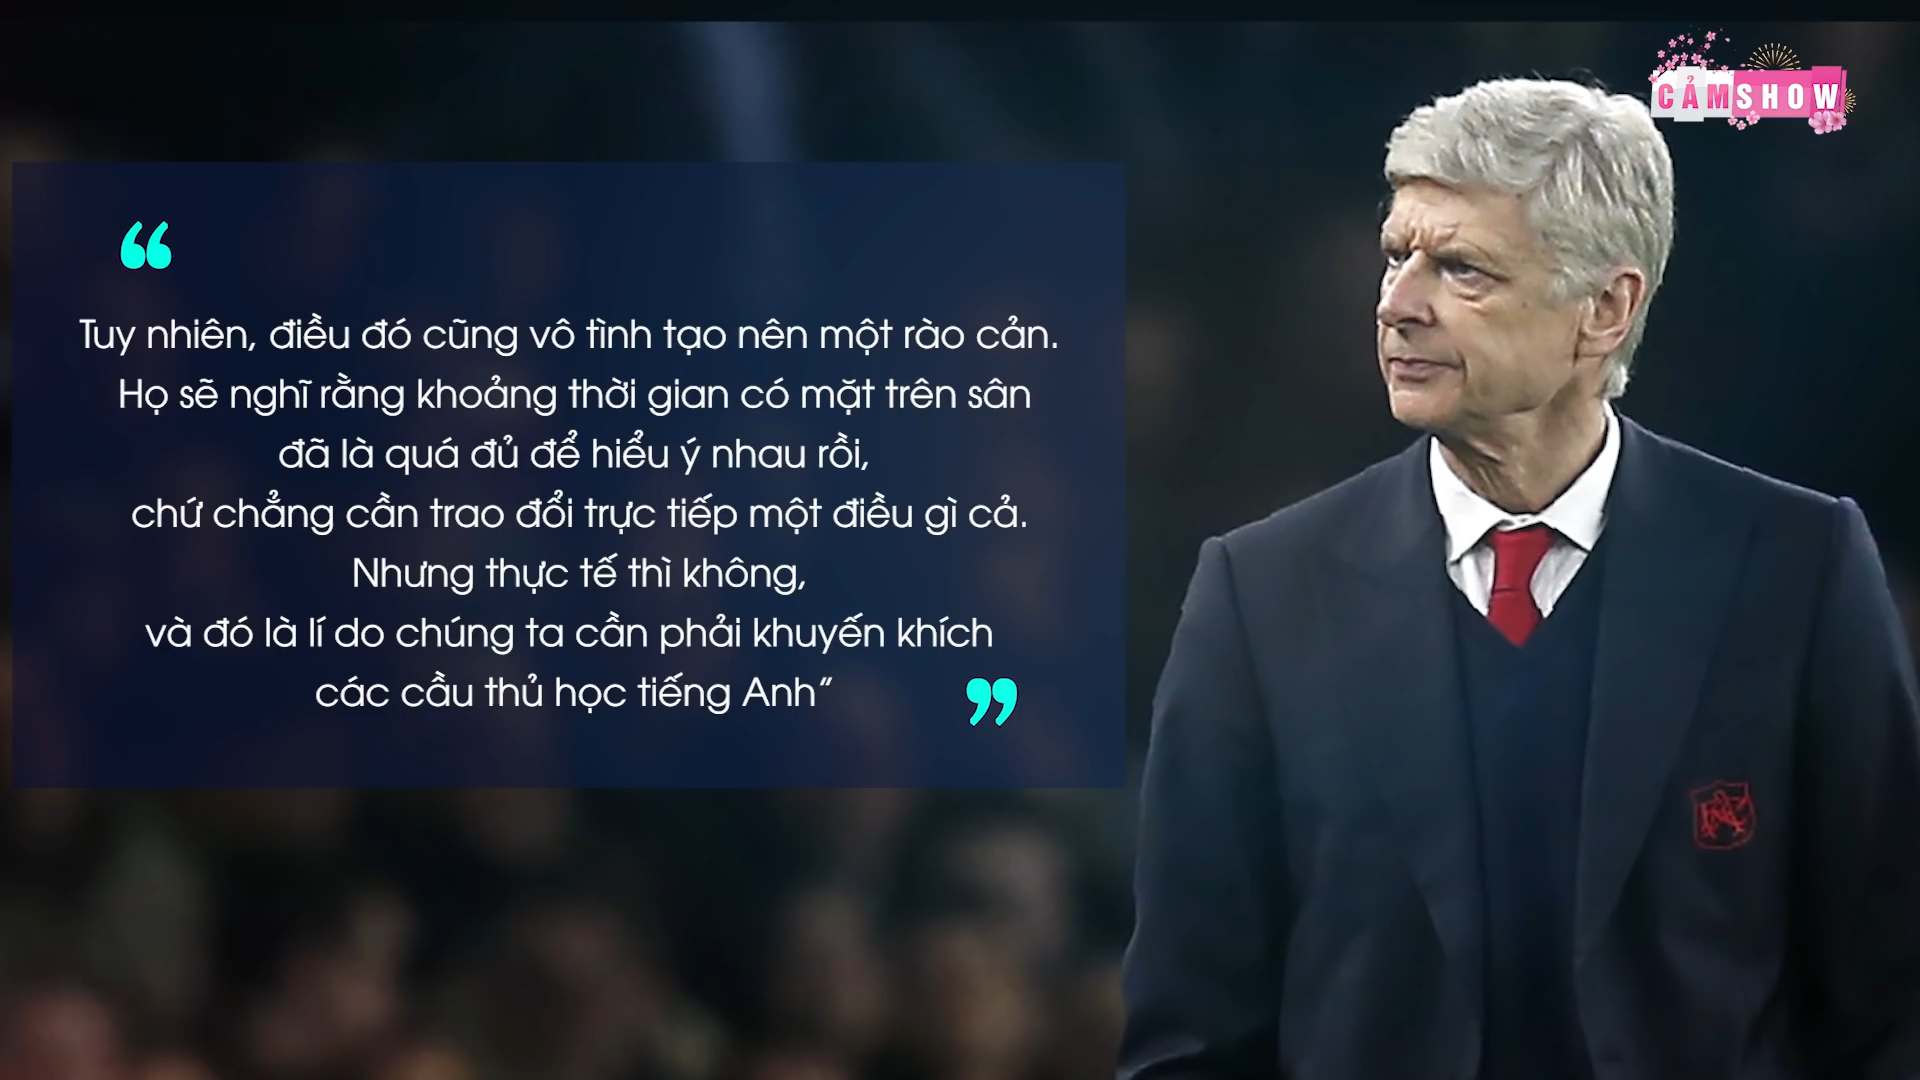 CẢMSHOW
“
Tuy nhiên, điều đó cũng vô tình tạo nên một rào cản.
Họ sẽ nghĩ rằng khoảng thời gian có mặt trên sân
đã là quá đủ để hiểu ý nhau rồi,
chứ chẳng cần trao đổi trực tiếp một điều gì cả.
Nhưng thực tế thì không,
và đó là lí do chúng ta cần phải khuyến khích
các cầu thủ học tiếng Anh”
”